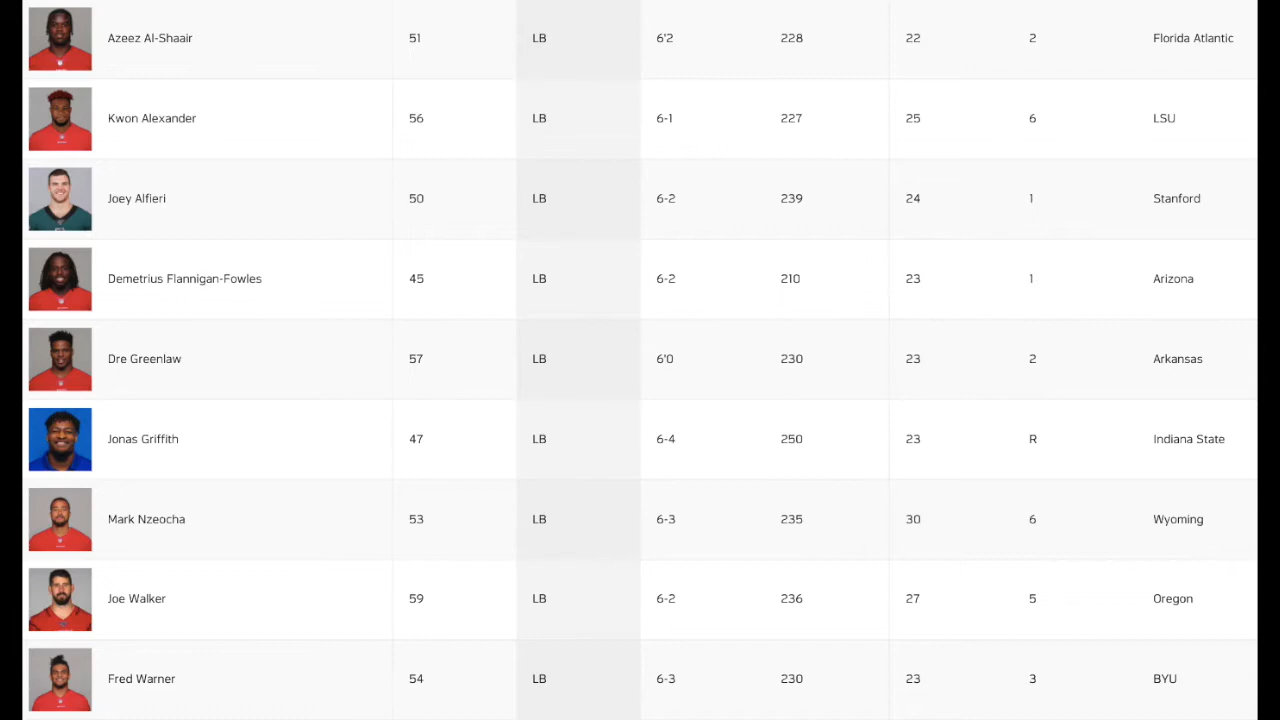 Azeez Al-Shaair 51 LB 6'2 228 22 2 Florida Atlantic
Kwon Alexander 56 LB 6-1 227 25 6 LSU
Joey Alfieri 50 LB 6-2 239 24 1 Stanford
Demetrius Flannigan-Fowles 45 LB 6-2 210 23 1 Arizona
Dre Greenlaw 57 LB 6'0 230 23 2 Arkansas
Jonas Griffith 47 LB 6-4 250 23 R Indiana State
Mark Nzeocha 53 LB 6-3 235 30 6 Wyoming
Joe Walker 59 LB 6-2 236 27 5 Oregon
Fred Warner 54 LB 6-3 230 23 3 BYU